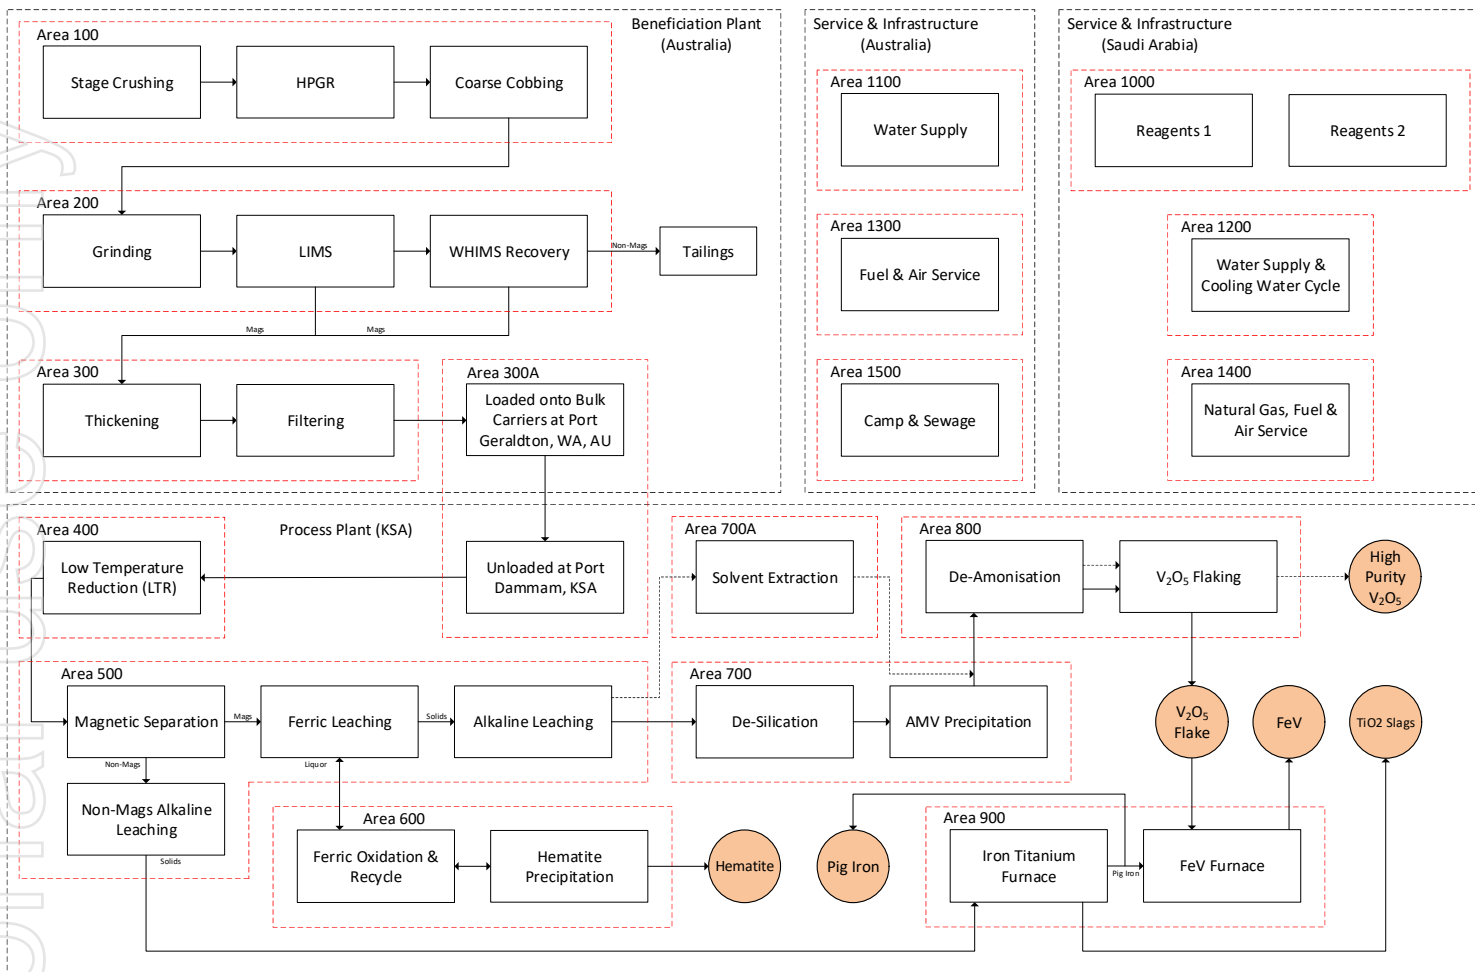 Beneficiation Plant
(Australia)
Area 100
Stage Crushing
HPGR
Coarse Cobbing
Area 200
Grinding
LIMS
WHIMS Recovery
Non-Mags
Tailings
Mags
Mags
Area 300
Thickening
Filtering
Area 300A
Loaded onto Bulk
Carriers at Port
Geraldton, WA, AU
Service & Infrastructure
(Australia)
Area 1100
Water Supply
Area 1300
Fuel & Air Service
Area 1500
Camp & Sewage
Service & Infrastructure
(Saudi Arabia)
Area 1000
Reagents 1
Reagents 2
Area 1200
Water Supply &
Cooling Water Cycle
Area 1400
Natural Gas, Fuel &
Air Service
Process Plant (KSA)
Area 400
Low Temperature
Reduction (LTR)
Unloaded at Port
Dammam, KSA
Area 700A
Solvent Extraction
Area 800
De-Amonisation
V₂O₅ Flaking
High
Purity
V₂O₅
Area 500
Magnetic Separation
Mags
Ferric Leaching
Solids
Alkaline Leaching
Non-Mags
Liquor
Non-Mags Alkaline
Leaching
Solids
Area 700
De-Silication
AMV Precipitation
V₂O₅
Flake
FeV
TiO2 Slags
Area 600
Ferric Oxidation &
Recycle
Hematite
Precipitation
Hematite
Pig Iron
Area 900
Iron Titanium
Furnace
Pig Iron
FeV Furnace